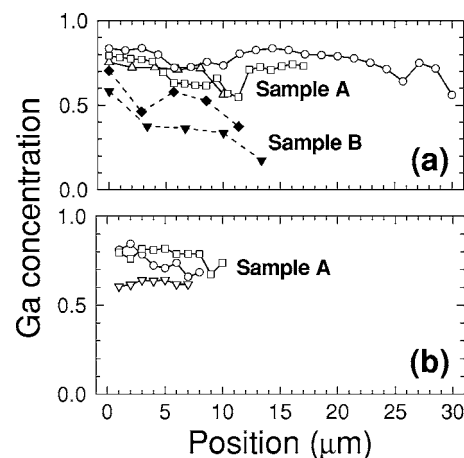 1.0
0.5
0.0
Sample A
Sample B
(a)
1.0
0.5
0.0
Sample A
(b)
Ga concentration
0 5 10 15 20 25 30
Position (μm)